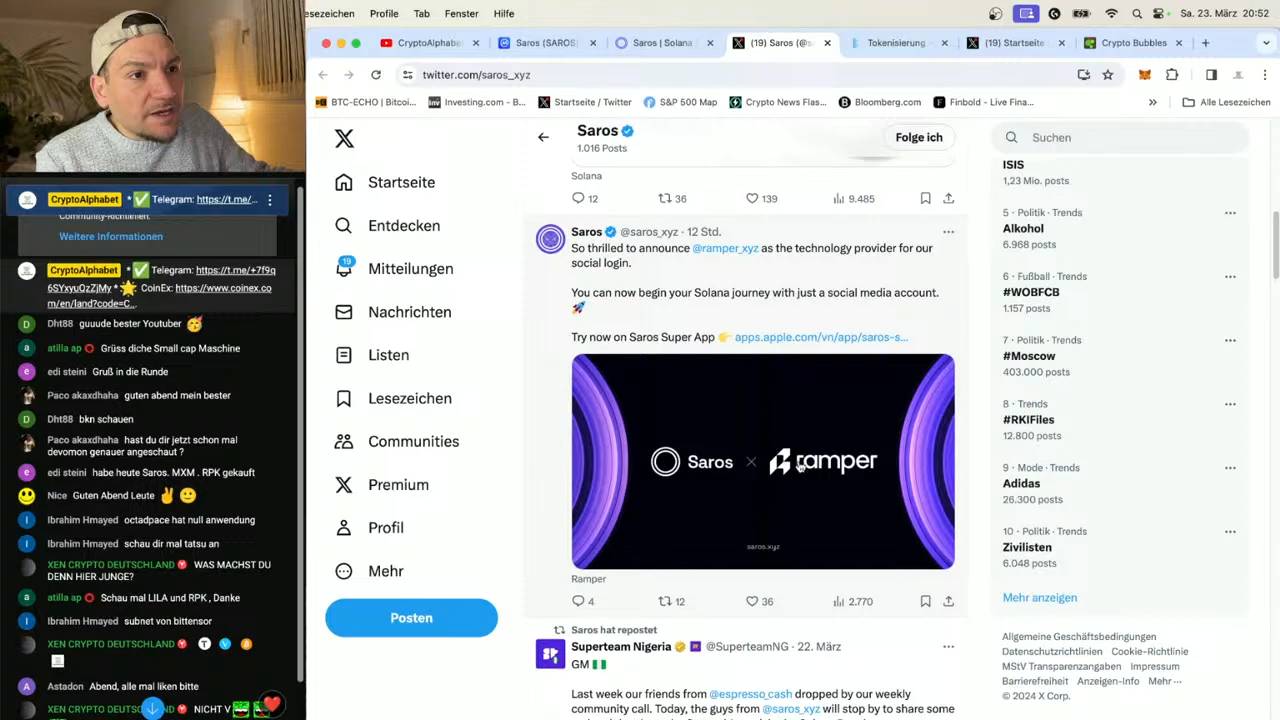 esezeichen Profile Tab Fenster Hilfe
Sa. 23. März 20:52
CryptoAlphabe
Saros (SAROS)
Saros | Solana
(19) Saros (@sa
Tokenisierung
(19) Startseite
Crypto Bubbles
twitter.com/saros_xyz
BTC-ECHO | Bitcoi...
Investing.com - B...
Startseite / Twitter
S&P 500 Map
Crypto News Flas...
Bloomberg.com
Finbold - Live Fina...
Alle Lesezeichen
CryptoAlphabet * ✅ Telegram: https://t.me/...
Community-Richtlinien.
Weitere Informationen
CryptoAlphabet * ✅ Telegram: https://t.me/+7f9q
6SYxyuOzZjMy * 🌟 CoinEx: https://www.coinex.co
m/en/land?code=C...
Dht88 guuude bester Youtuber 🥳
atilla ap ⭕ Grüss diche Small cap Maschine
edi steini Gruß in die Runde
Paco akaxdhaha guten abend mein bester
Dht88 bkn schauen
Paco akaxdhaha hast du dir jetzt schon mal
devomon genauer angeschaut ?
edi steini habe heute Saros. MXM . RPK gekauft
Nice Guten Abend Leute ✌️ 🙂
Ibrahim Hmayed octadpace hat null anwendung
Ibrahim Hmayed schau dir mal tatsu an
XEN CRYPTO DEUTSCHLAND WAS MACHST DU
DENN HIER JUNGE?
atilla ap ⭕ Schau mal LILA und RPK , Danke
Ibrahim Hmayed subnet von bittensor
XEN CRYPTO DEUTSCHLAND
Astadon Abend, alle mal liken bitte
XEN CRYPTO DEUTSCHLAND NICHT V
Startseite
Entdecken
19
Mitteilungen
Nachrichten
Listen
Lesezeichen
Communities
Premium
Profil
Mehr
Posten
Saros
1.016 Posts
Folge ich
Solana
12 36 139 9.485
Saros @saros_xyz · 12 Std.
So thrilled to announce @ramper_xyz as the technology provider for our
social login.
You can now begin your Solana journey with just a social media account.
🚀
Try now on Saros Super App 👉 apps.apple.com/vn/app/saros-s...
Saros × ramper
saros.xyz
Ramper
4 12 36 2.770
Saros hat repostet
Superteam Nigeria @SuperteamNG · 22. März
GM 🇳🇬
Last week our friends from @espresso_cash dropped by our weekly
community call. Today, the guys from @saros_xyz will stop by to share some
Suchen
ISIS
1,23 Mio. posts
5 · Politik · Trends
Alkohol
6.968 posts
6 · Fußball · Trends
#WOBFCB
1.157 posts
7 · Politik · Trends
#Moscow
403.000 posts
8 · Trends
#RKIFiles
12.800 posts
9 · Mode · Trends
Adidas
26.300 posts
10 · Politik · Trends
Zivilisten
6.048 posts
Mehr anzeigen
Allgemeine Geschäftsbedingungen
Datenschutzrichtlinien Cookie-Richtlinie
MStV Transparenzangaben Impressum
Barrierefreiheit Anzeigen-Info Mehr ···
© 2024 X Corp.